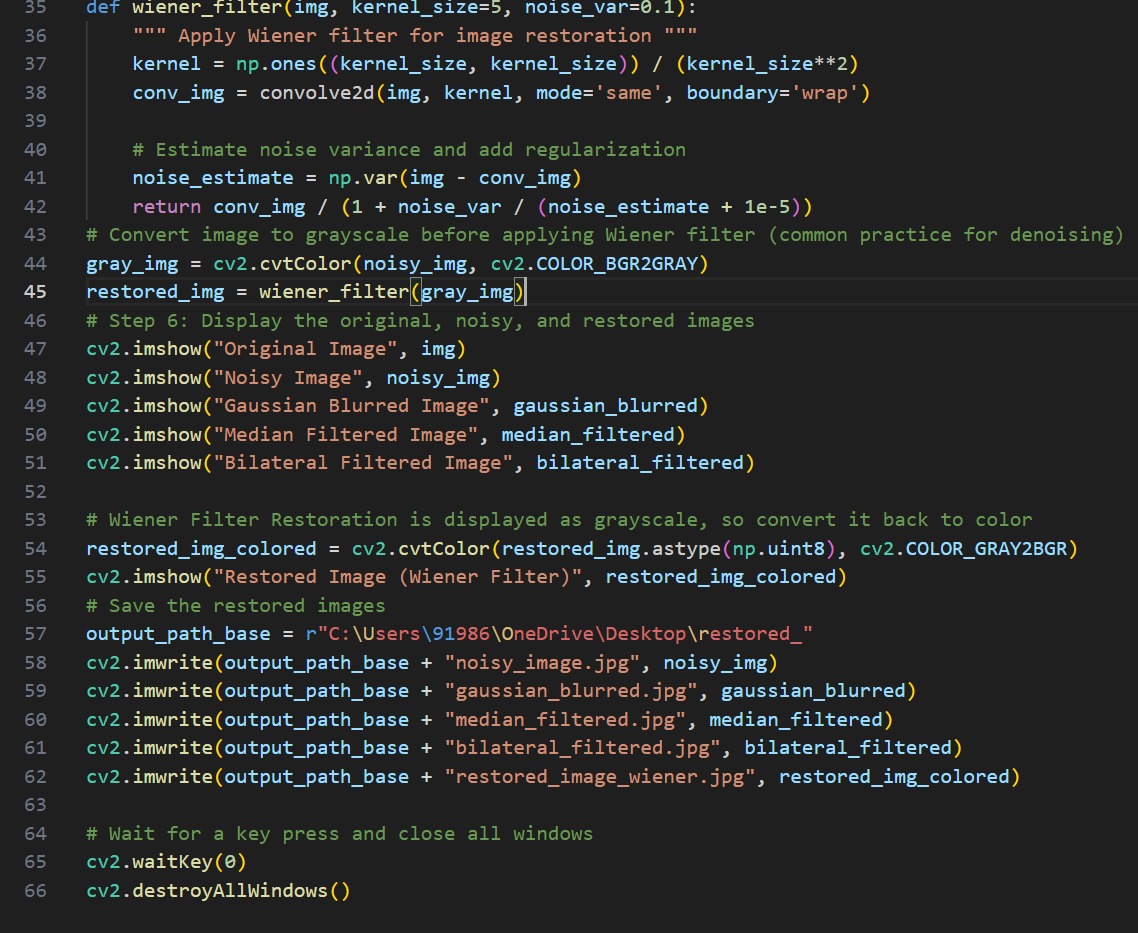 35 def wiener_filter(img, kernel_size=5, noise_var=0.1):
36     """ Apply Wiener filter for image restoration """
37     kernel = np.ones((kernel_size, kernel_size)) / (kernel_size**2)
38     conv_img = convolve2d(img, kernel, mode='same', boundary='wrap')
39
40     # Estimate noise variance and add regularization
41     noise_estimate = np.var(img - conv_img)
42     return conv_img / (1 + noise_var / (noise_estimate + 1e-5))
43 # Convert image to grayscale before applying Wiener filter (common practice for denoising)
44 gray_img = cv2.cvtColor(noisy_img, cv2.COLOR_BGR2GRAY)
45 restored_img = wiener_filter(gray_img)
46 # Step 6: Display the original, noisy, and restored images
47 cv2.imshow("Original Image", img)
48 cv2.imshow("Noisy Image", noisy_img)
49 cv2.imshow("Gaussian Blurred Image", gaussian_blurred)
50 cv2.imshow("Median Filtered Image", median_filtered)
51 cv2.imshow("Bilateral Filtered Image", bilateral_filtered)
52
53 # Wiener Filter Restoration is displayed as grayscale, so convert it back to color
54 restored_img_colored = cv2.cvtColor(restored_img.astype(np.uint8), cv2.COLOR_GRAY2BGR)
55 cv2.imshow("Restored Image (Wiener Filter)", restored_img_colored)
56 # Save the restored images
57 output_path_base = r"C:\Users\91986\OneDrive\Desktop\restored_"
58 cv2.imwrite(output_path_base + "noisy_image.jpg", noisy_img)
59 cv2.imwrite(output_path_base + "gaussian_blurred.jpg", gaussian_blurred)
60 cv2.imwrite(output_path_base + "median_filtered.jpg", median_filtered)
61 cv2.imwrite(output_path_base + "bilateral_filtered.jpg", bilateral_filtered)
62 cv2.imwrite(output_path_base + "restored_image_wiener.jpg", restored_img_colored)
63
64 # Wait for a key press and close all windows
65 cv2.waitKey(0)
66 cv2.destroyAllWindows()